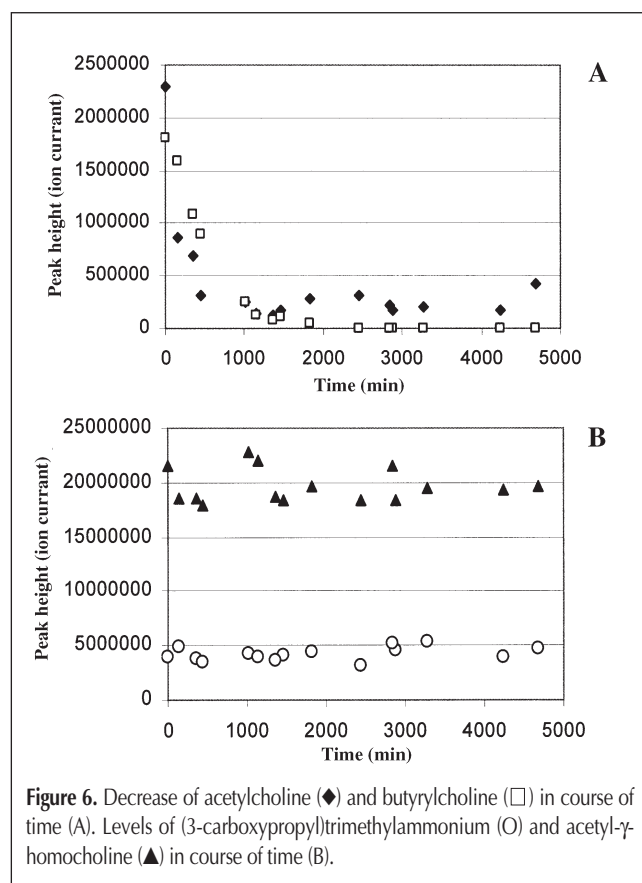 A
Peak height (ion currant)
2500000
2000000
1500000
1000000
500000
0
0 1000 2000 3000 4000 5000
Time (min)
B
Peak height (ion currant)
25000000
20000000
15000000
10000000
5000000
0
0 1000 2000 3000 4000 5000
Time (min)
Figure 6. Decrease of acetylcholine (◆) and butyrylcholine (□) in course of
time (A). Levels of (3-carboxypropyl)trimethylammonium (O) and acetyl-γ-
homocholine (▲) in course of time (B).